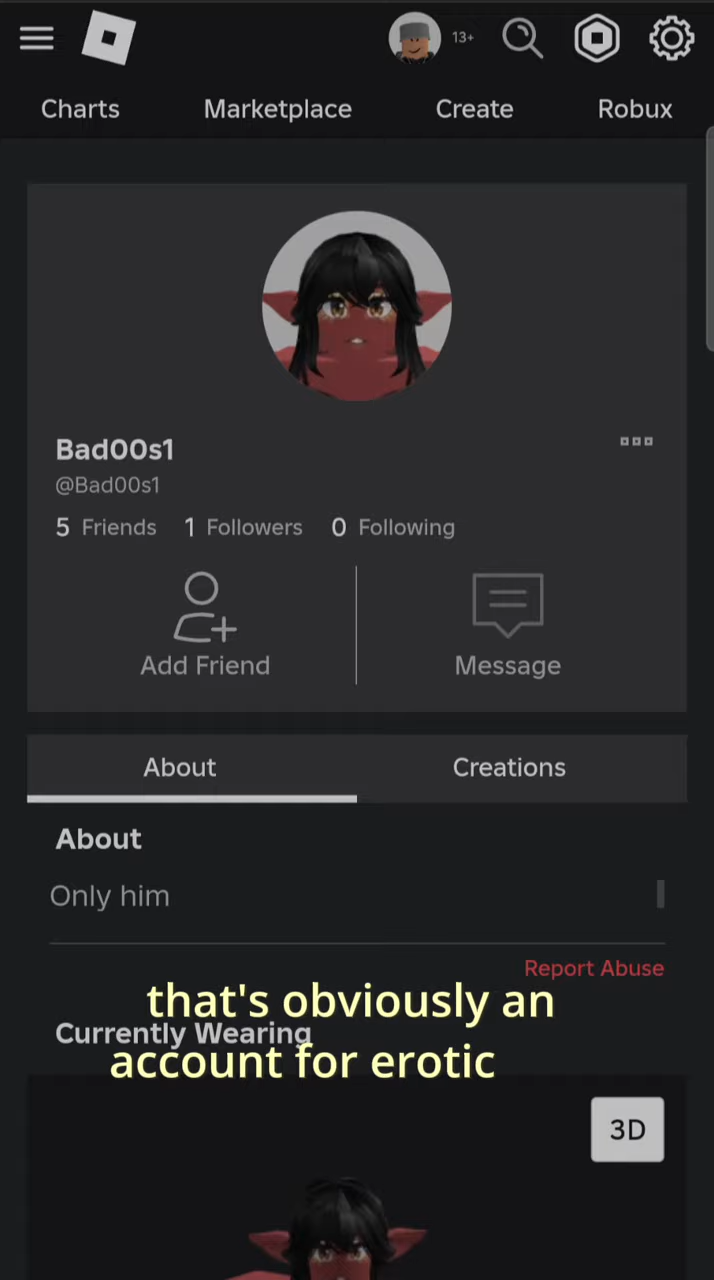 13+
Charts Marketplace Create Robux
Bad00s1
@Bad00s1
5 Friends 1 Followers 0 Following
Add Friend Message
About Creations
About
Only him
Report Abuse
that's obviously an
Currently Wearing
account for erotic
3D